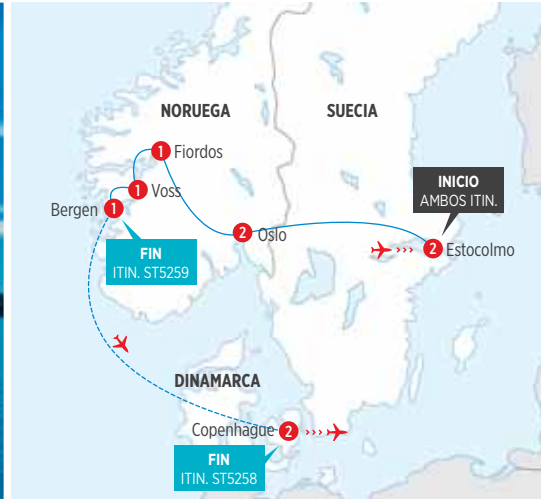 NORUEGA
SUECIA
1 Fiordos
1 Voss
Bergen 1
INICIO
AMBOS ITIN.
2 Oslo
2 Estocolmo
FIN
ITIN. ST5259
DINAMARCA
Copenhague 2
FIN
ITIN. ST5258